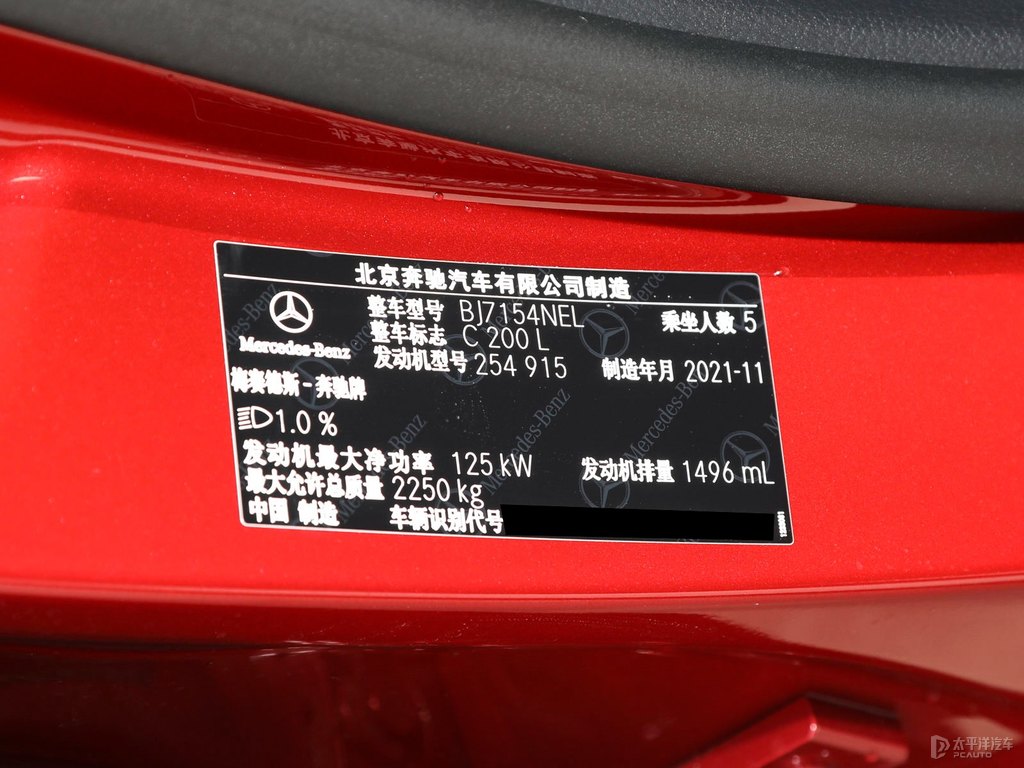 北京奔驰汽车有限公司制造
整车型号 BJ7154NEL
乘坐人数 5
整车标志 C 200 L
Mercedes-Benz
发动机型号 254 915
制造年月 2021-11
梅赛德斯-奔驰牌
1.0 %
发动机最大净功率 125 kW
发动机排量 1496 mL
最大允许总质量 2250 kg
中国 制造
车辆识别代号
太平洋汽车
PCAUTO